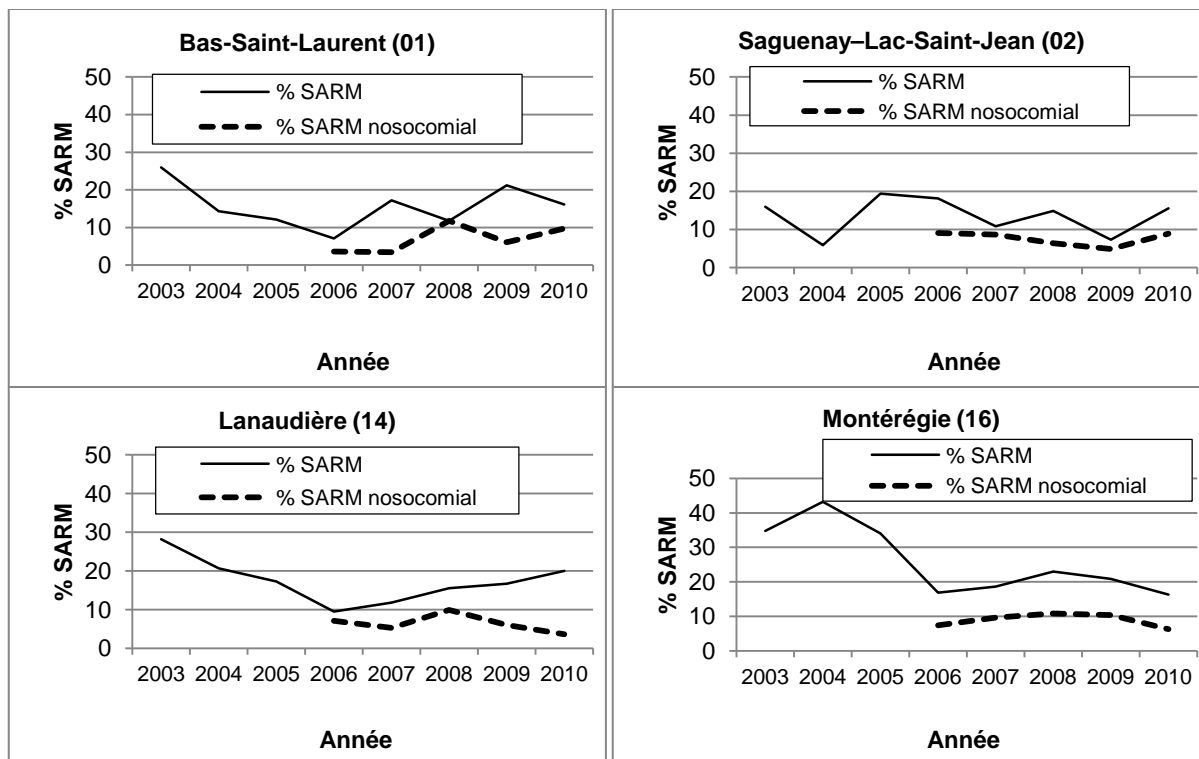 Bas-Saint-Laurent (01)
% SARM
% SARM nosocomial
50
40
30
20
10
0
% SARM
2003 2004 2005 2006 2007 2008 2009 2010
Année
Saguenay–Lac-Saint-Jean (02)
% SARM
% SARM nosocomial
50
40
30
20
10
0
% SARM
2003 2004 2005 2006 2007 2008 2009 2010
Année
Lanaudière (14)
% SARM
% SARM nosocomial
50
40
30
20
10
0
% SARM
2003 2004 2005 2006 2007 2008 2009 2010
Année
Montérégie (16)
% SARM
% SARM nosocomial
50
40
30
20
10
0
% SARM
2003 2004 2005 2006 2007 2008 2009 2010
Année